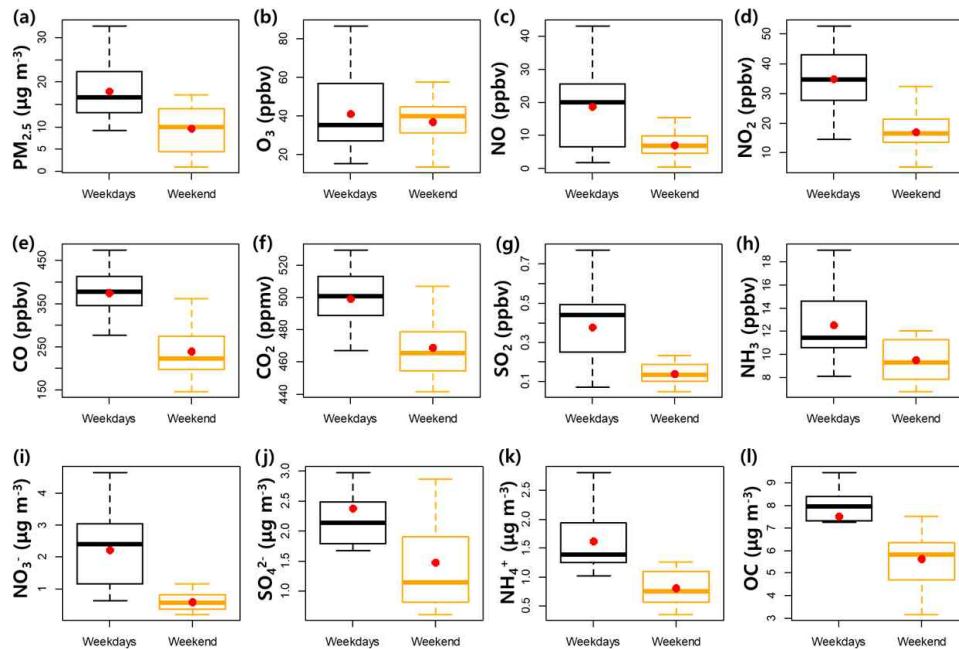 (a)
PM2.5 (μg m-3)
0 5 10 15 20 25 30
Weekdays Weekend
(b)
O3 (ppbv)
20 40 60 80
Weekdays Weekend
(c)
NO (ppbv)
0 10 20 30 40
Weekdays Weekend
(d)
NO2 (ppbv)
10 20 30 40 50
Weekdays Weekend
(e)
CO (ppbv)
150 250 350 450
Weekdays Weekend
(f)
CO2 (ppmv)
440 460 480 500 520
Weekdays Weekend
(g)
SO2 (ppbv)
0.1 0.3 0.5 0.7
Weekdays Weekend
(h)
NH3 (ppbv)
8 10 12 14 16 18
Weekdays Weekend
(i)
NO3- (μg m-3)
1 2 3 4
Weekdays Weekend
(j)
SO42- (μg m-3)
1.0 1.5 2.0 2.5 3.0
Weekdays Weekend
(k)
NH4+ (μg m-3)
0.5 1.0 1.5 2.0 2.5
Weekdays Weekend
(l)
OC (μg m-3)
3 4 5 6 7 8 9
Weekdays Weekend